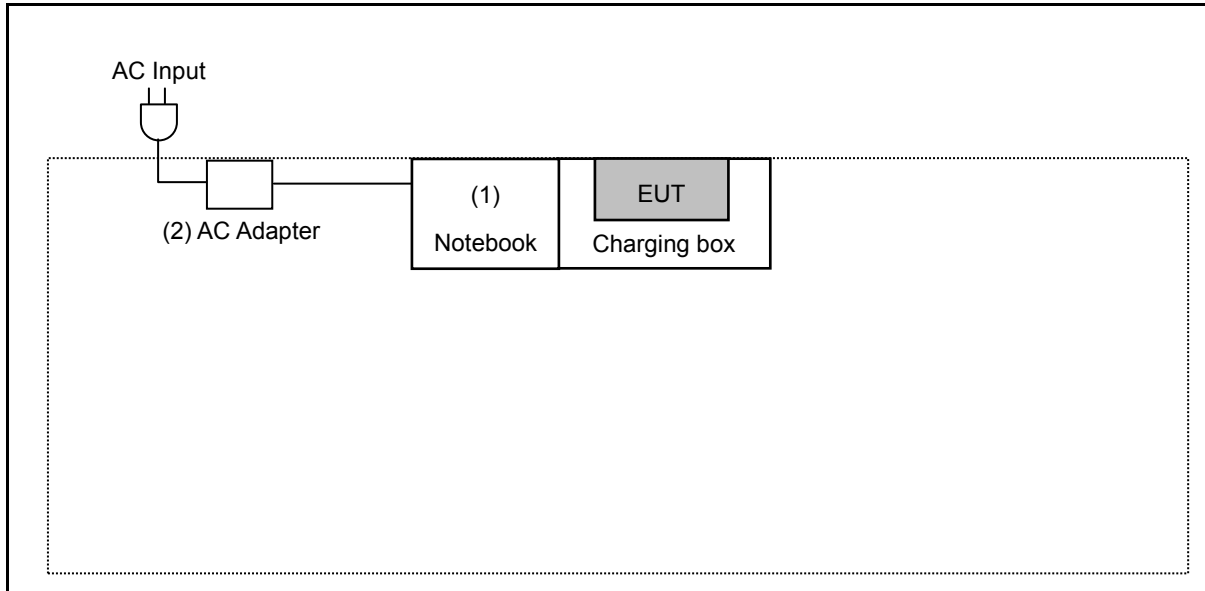 AC Input
(2) AC Adapter
(1)
Notebook
EUT
Charging box